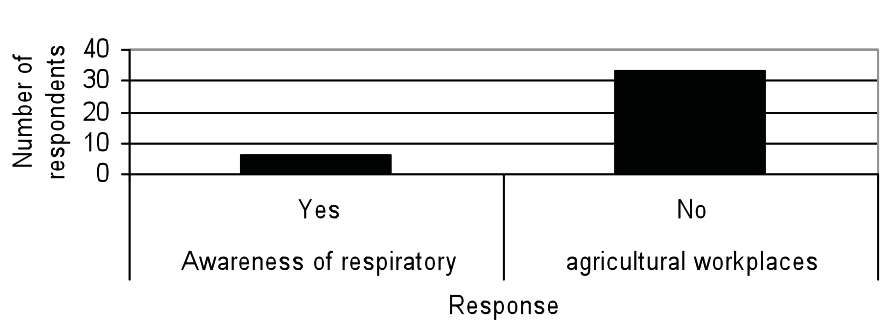 Number of
respondents
40
30
20
10
0
Yes
No
Awareness of respiratory
agricultural workplaces
Response